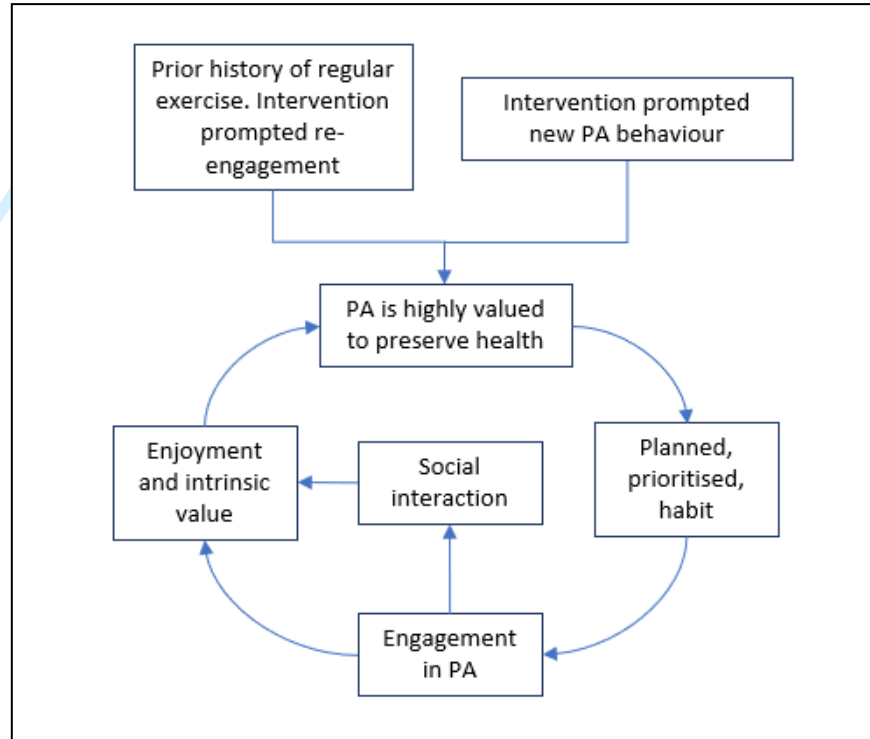 Prior history of regular
exercise. Intervention
prompted re-
engagement
Intervention prompted
new PA behaviour
PA is highly valued
to preserve health
Enjoyment
and intrinsic
value
Social
interaction
Planned,
prioritised,
habit
Engagement
in PA